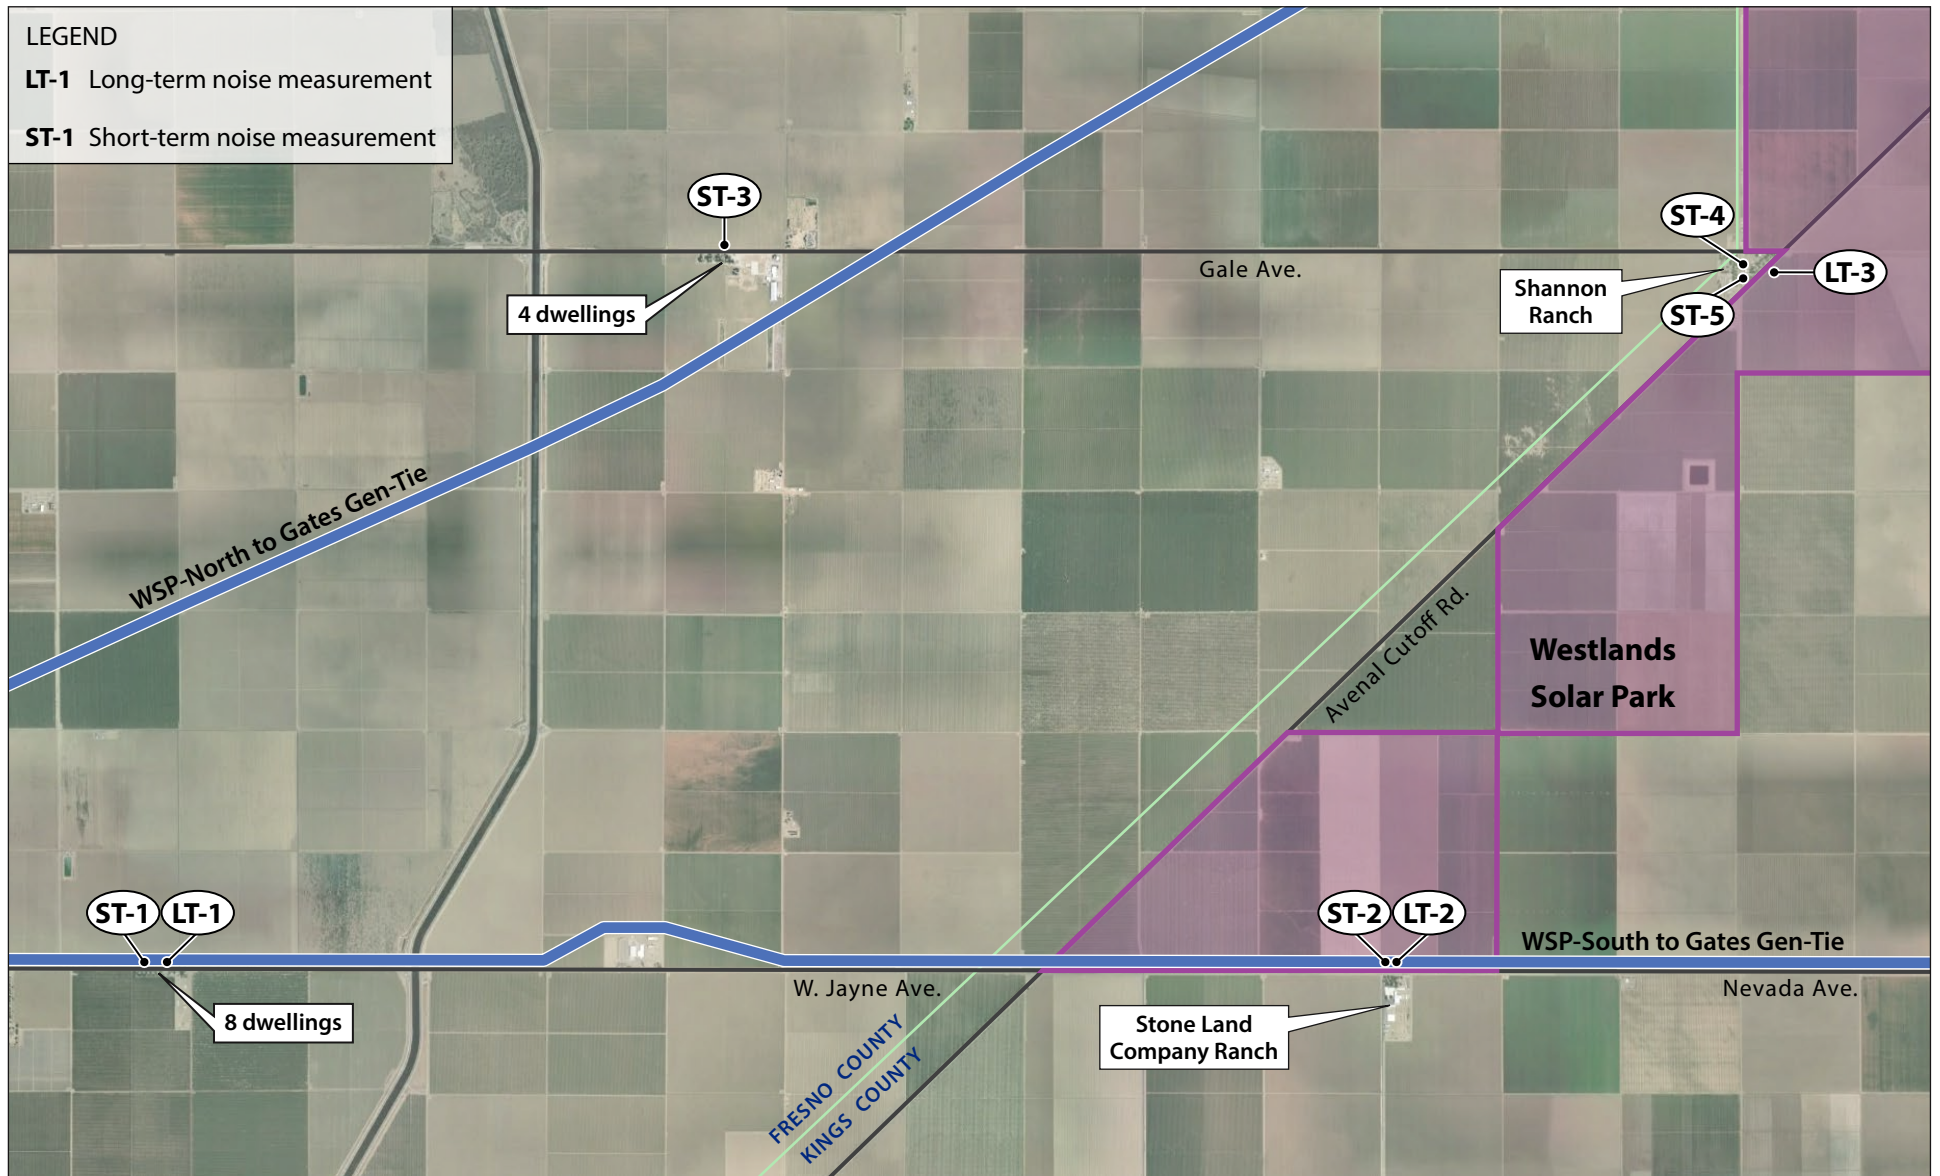 LEGEND
LT-1 Long-term noise measurement
ST-1 Short-term noise measurement
ST-3
ST-4
Gale Ave.
LT-3
Shannon
Ranch
4 dwellings
ST-5
WSP-North to Gates Gen-Tie
Avenal Cutoff Rd.
Westlands
Solar Park
ST-1
LT-1
ST-2
LT-2
WSP-South to Gates Gen-Tie
W. Jayne Ave.
Nevada Ave.
8 dwellings
Stone Land
Company Ranch
FRESNO COUNTY
KINGS COUNTY